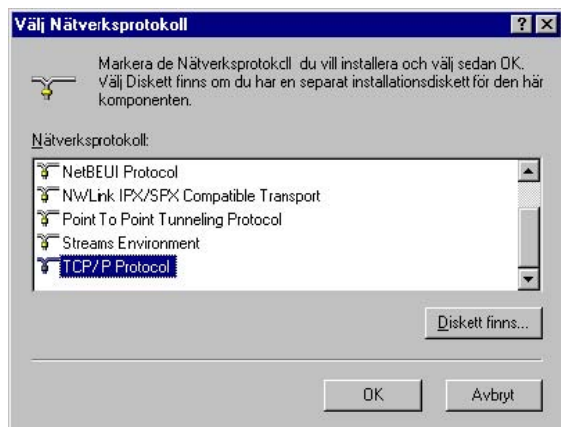 Välj Nätverksprotokoll
Markera de Nätverksprotokoll du vill installera och välj sedan OK.
Välj Diskett finns om du har en separat installationsdiskett för den här
komponenten.
Nätverksprotokoll:
NetBEUI Protocol
NWLink IPX/SPX Compatible Transport
Point To Point Tunneling Protocol
Streams Environment
TCP/P Protocol
Diskett finns...
OK
Avbryt